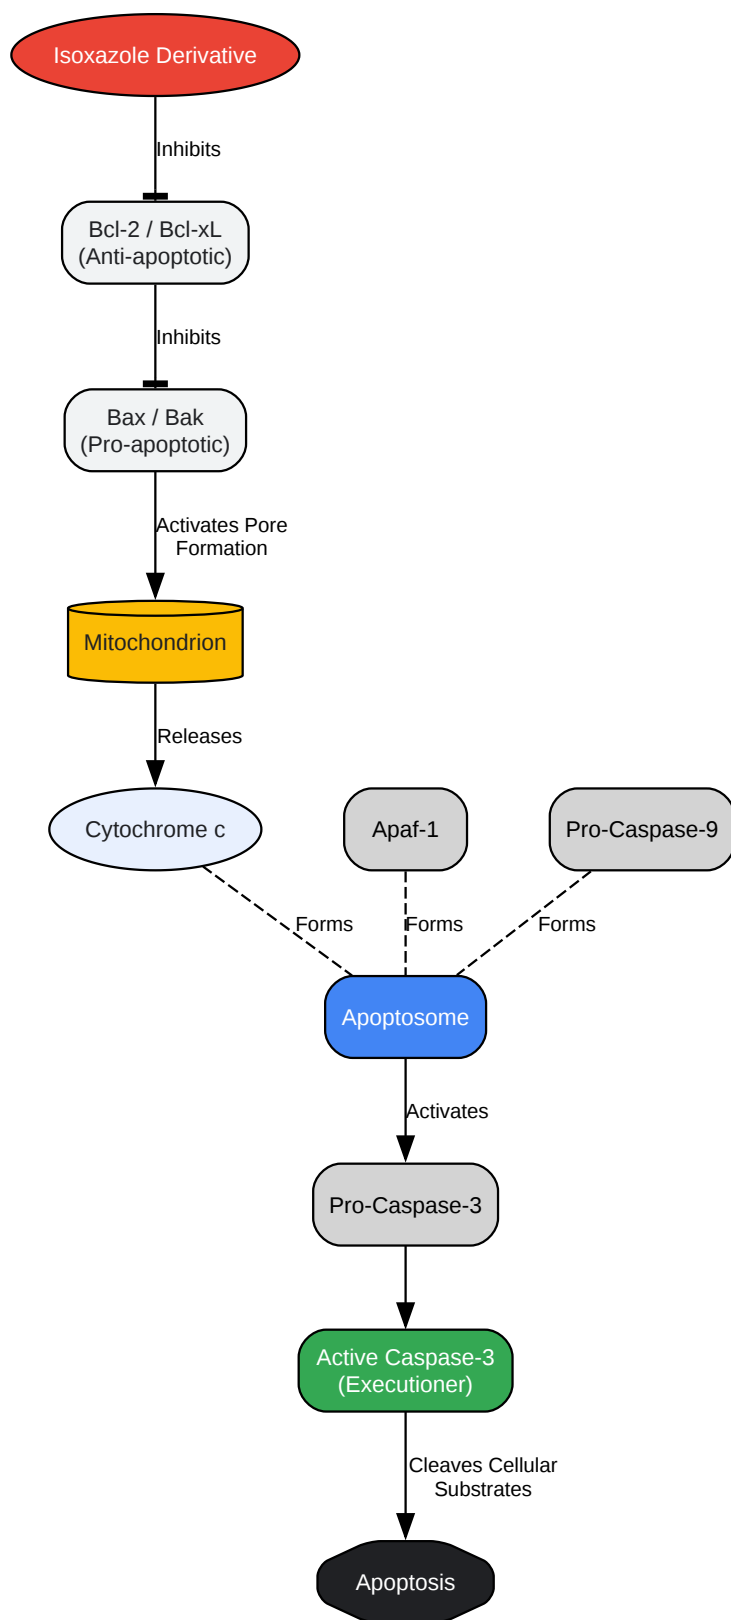 Isoxazole Derivative
Inhibits
Bcl-2 / Bcl-xL
(Anti-apoptotic)
Inhibits
Bax / Bak
(Pro-apoptotic)
Activates Pore
Formation
Mitochondrion
Releases
Cytochrome c
Apaf-1
Pro-Caspase-9
Forms
Forms
Forms
Apoptosome
Activates
Pro-Caspase-3
Active Caspase-3
(Executioner)
Cleaves Cellular
Substrates
Apoptosis